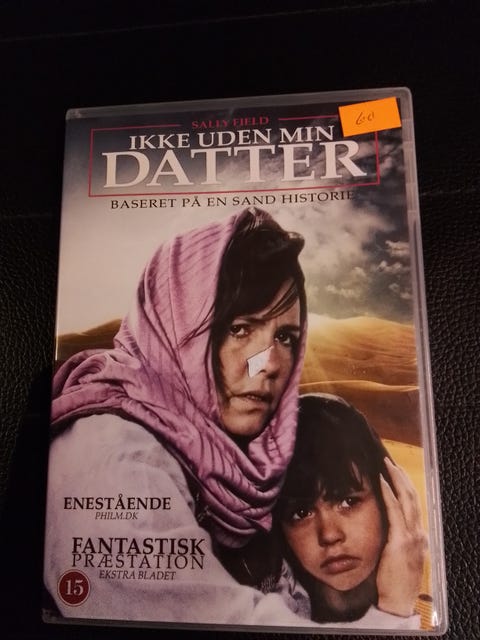 SALLY FIELD
60
IKKE UDEN MIN
DATTER
BASERET PÅ EN SAND HISTORIE
ENESTÅENDE
PHILM.DK
FANTASTISK
PRÆSTATION
EKSTRA BLADET
15